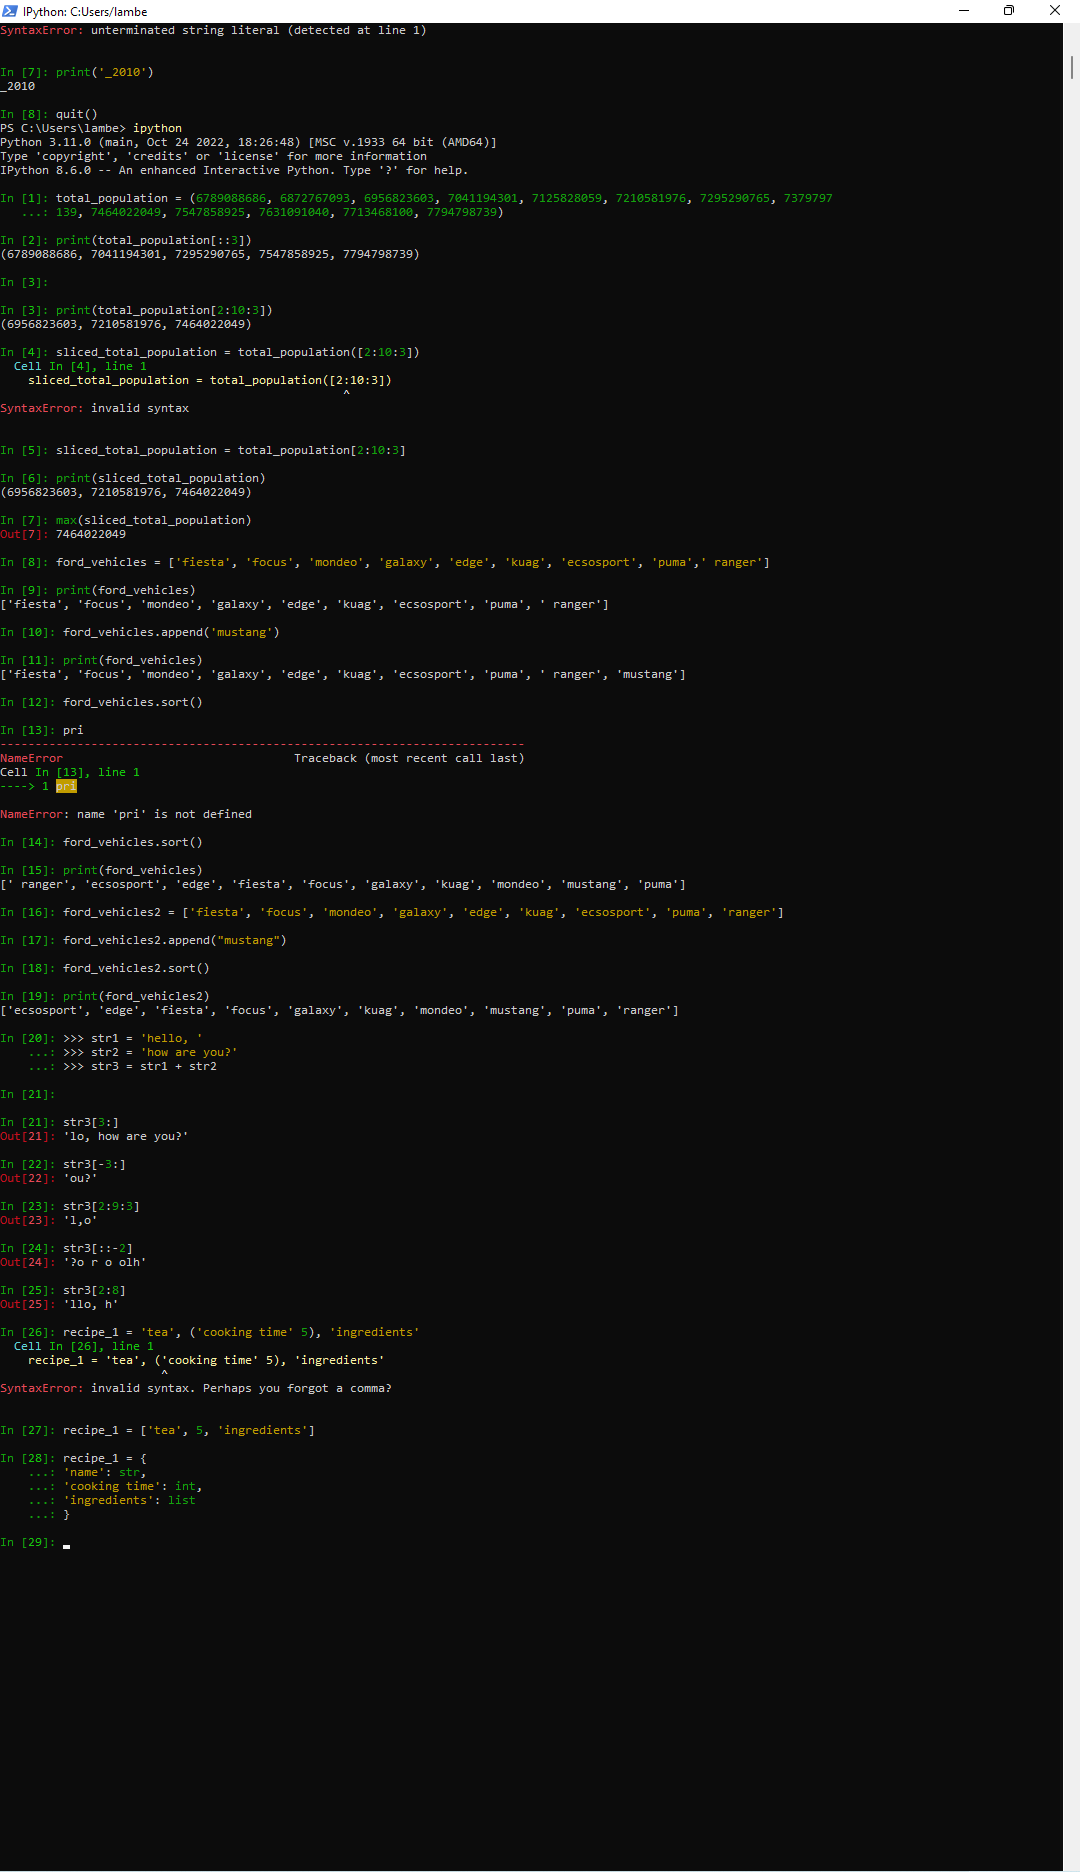 IPython: C:Users/lambe
SyntaxError: unterminated string literal (detected at line 1)
In [7]: print('_2010')
_2010
In [8]: quit()
PS C:\Users\lambe> ipython
Python 3.11.0 (main, Oct 24 2022, 18:26:48) [MSC v.1933 64 bit (AMD64)]
Type 'copyright', 'credits' or 'license' for more information
IPython 8.6.0 -- An enhanced Interactive Python. Type '?' for help.
In [1]: total_population = (6789088686, 6872767093, 6956823603, 7041194301, 7125828059, 7210581976, 7295290765, 7379797
...: 139, 7464022049, 7547858925, 7631091040, 7713468100, 7794798739)
In [2]: print(total_population[::3])
(6789088686, 7041194301, 7295290765, 7547858925, 7794798739)
In [3]:
In [3]: print(total_population[2:10:3])
(6956823603, 7210581976, 7464022049)
In [4]: sliced_total_population = total_population([2:10:3])
Cell In [4], line 1
sliced_total_population = total_population([2:10:3])
^
SyntaxError: invalid syntax
In [5]: sliced_total_population = total_population[2:10:3]
In [6]: print(sliced_total_population)
(6956823603, 7210581976, 7464022049)
In [7]: max(sliced_total_population)
Out[7]: 7464022049
In [8]: ford_vehicles = ['fiesta', 'focus', 'mondeo', 'galaxy', 'edge', 'kuag', 'ecsosport', 'puma',' ranger']
In [9]: print(ford_vehicles)
['fiesta', 'focus', 'mondeo', 'galaxy', 'edge', 'kuag', 'ecsosport', 'puma', ' ranger']
In [10]: ford_vehicles.append('mustang')
In [11]: print(ford_vehicles)
['fiesta', 'focus', 'mondeo', 'galaxy', 'edge', 'kuag', 'ecsosport', 'puma', ' ranger', 'mustang']
In [12]: ford_vehicles.sort()
In [13]: pri
---------------------------------------------------------------------------
NameError                                 Traceback (most recent call last)
Cell In [13], line 1
----> 1 pri
NameError: name 'pri' is not defined
In [14]: ford_vehicles.sort()
In [15]: print(ford_vehicles)
[' ranger', 'ecsosport', 'edge', 'fiesta', 'focus', 'galaxy', 'kuag', 'mondeo', 'mustang', 'puma']
In [16]: ford_vehicles2 = ['fiesta', 'focus', 'mondeo', 'galaxy', 'edge', 'kuag', 'ecsosport', 'puma', 'ranger']
In [17]: ford_vehicles2.append("mustang")
In [18]: ford_vehicles2.sort()
In [19]: print(ford_vehicles2)
['ecsosport', 'edge', 'fiesta', 'focus', 'galaxy', 'kuag', 'mondeo', 'mustang', 'puma', 'ranger']
In [20]: >>> str1 = 'hello, '
...: >>> str2 = 'how are you?'
...: >>> str3 = str1 + str2
In [21]:
In [21]: str3[3:]
Out[21]: 'lo, how are you?'
In [22]: str3[-3:]
Out[22]: 'ou?'
In [23]: str3[2:9:3]
Out[23]: 'l,o'
In [24]: str3[::-2]
Out[24]: '?o r o olh'
In [25]: str3[2:8]
Out[25]: 'llo, h'
In [26]: recipe_1 = 'tea', ('cooking time' 5), 'ingredients'
Cell In [26], line 1
recipe_1 = 'tea', ('cooking time' 5), 'ingredients'
^
SyntaxError: invalid syntax. Perhaps you forgot a comma?
In [27]: recipe_1 = ['tea', 5, 'ingredients']
In [28]: recipe_1 = {
...: 'name': str,
...: 'cooking time': int,
...: 'ingredients': list
...: }
In [29]: